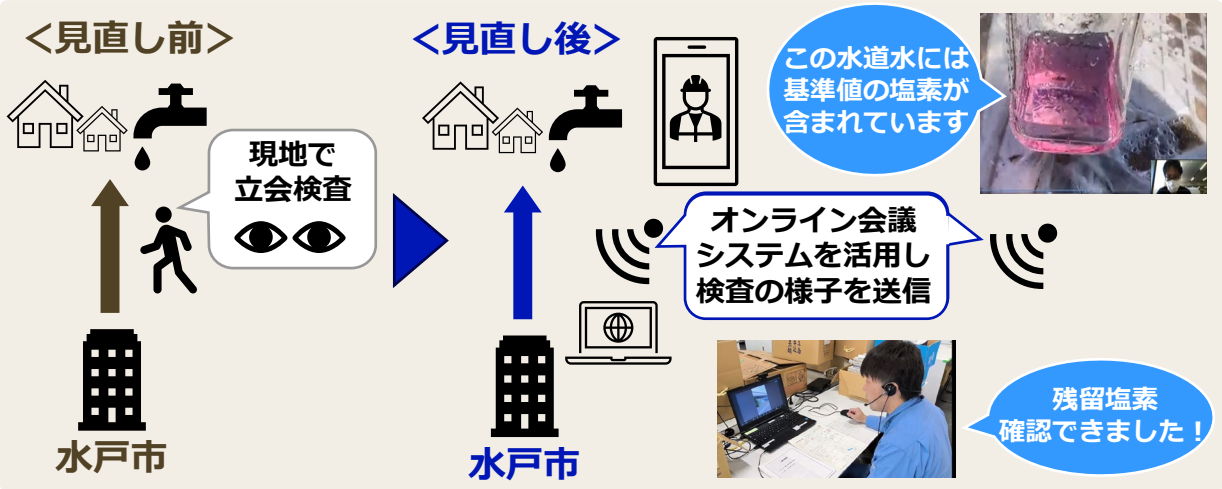 <見直し前>
現地で
立会検査
水戸市
<見直し後>
水戸市
オンライン会議
システムを活用し
検査の様子を送信
この水道水には
基準値の塩素が
含まれています
残留塩素
確認できました！